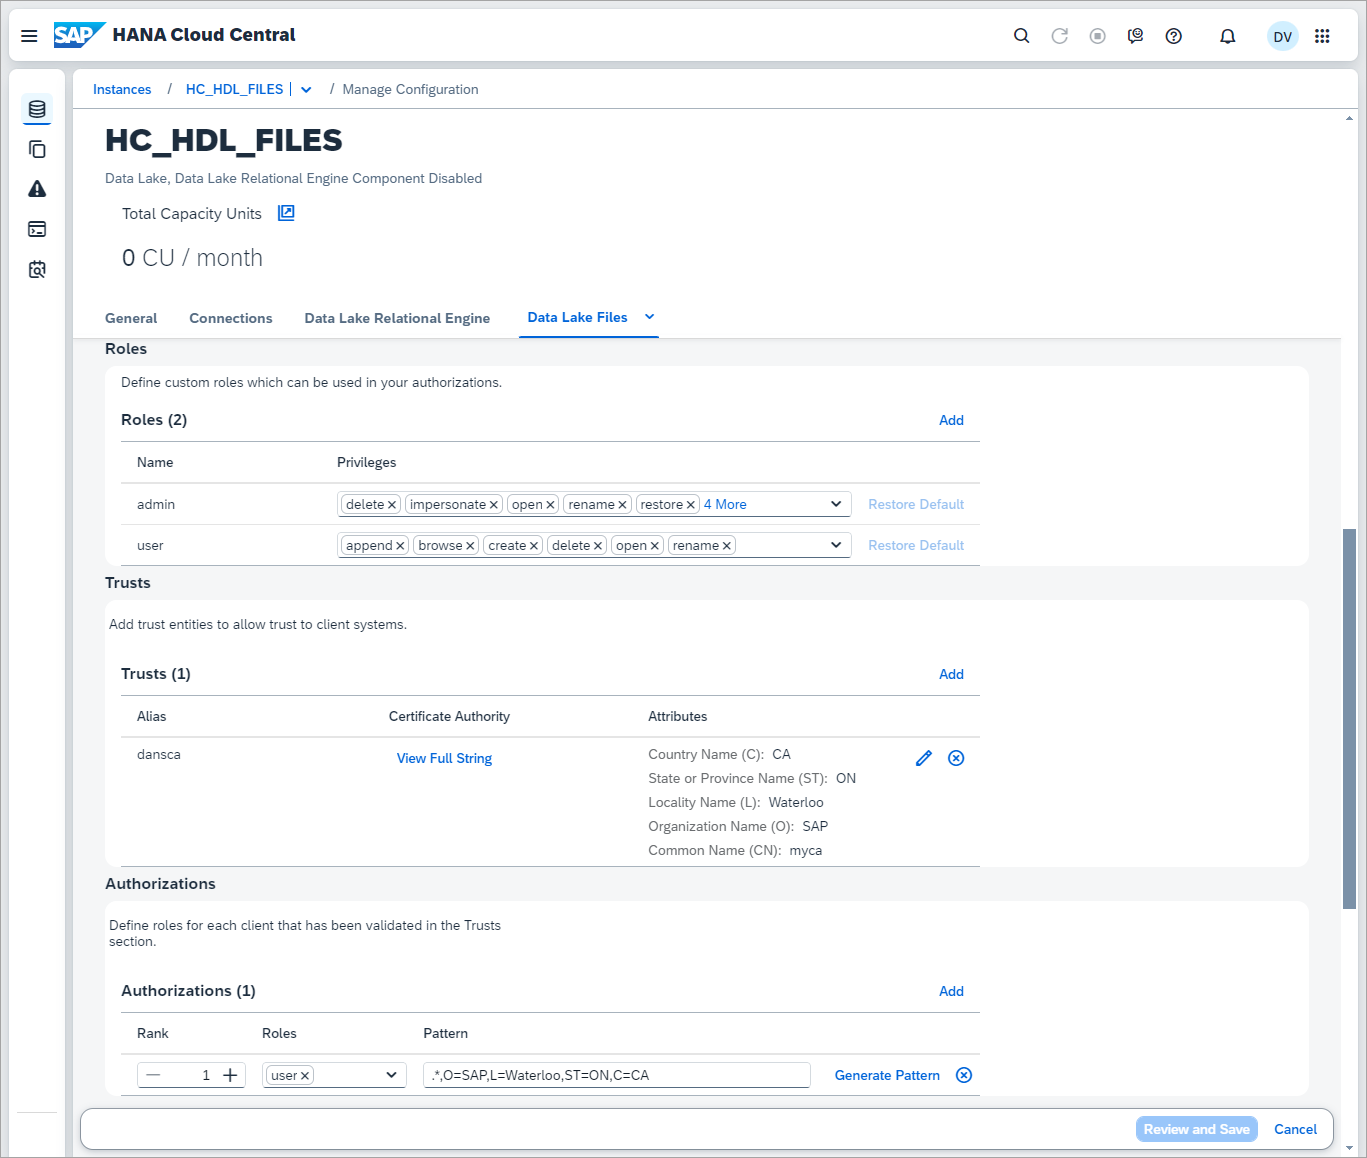 SAP HANA Cloud Central
DV
Instances / HC_HDL_FILES | / Manage Configuration
HC_HDL_FILES
Data Lake, Data Lake Relational Engine Component Disabled
Total Capacity Units
0 CU / month
General Connections Data Lake Relational Engine Data Lake Files
Roles
Define custom roles which can be used in your authorizations.
Roles (2) Add
Name Privileges
admin delete impersonate open rename restore 4 More Restore Default
user append browse create delete open rename Restore Default
Trusts
Add trust entities to allow trust to client systems.
Trusts (1) Add
Alias Certificate Authority Attributes
dansca View Full String Country Name (C): CA
State or Province Name (ST): ON
Locality Name (L): Waterloo
Organization Name (O): SAP
Common Name (CN): myca
Authorizations
Define roles for each client that has been validated in the Trusts
section.
Authorizations (1) Add
Rank Roles Pattern
1 user .*,O=SAP,L=Waterloo,ST=ON,C=CA Generate Pattern
Review and Save Cancel